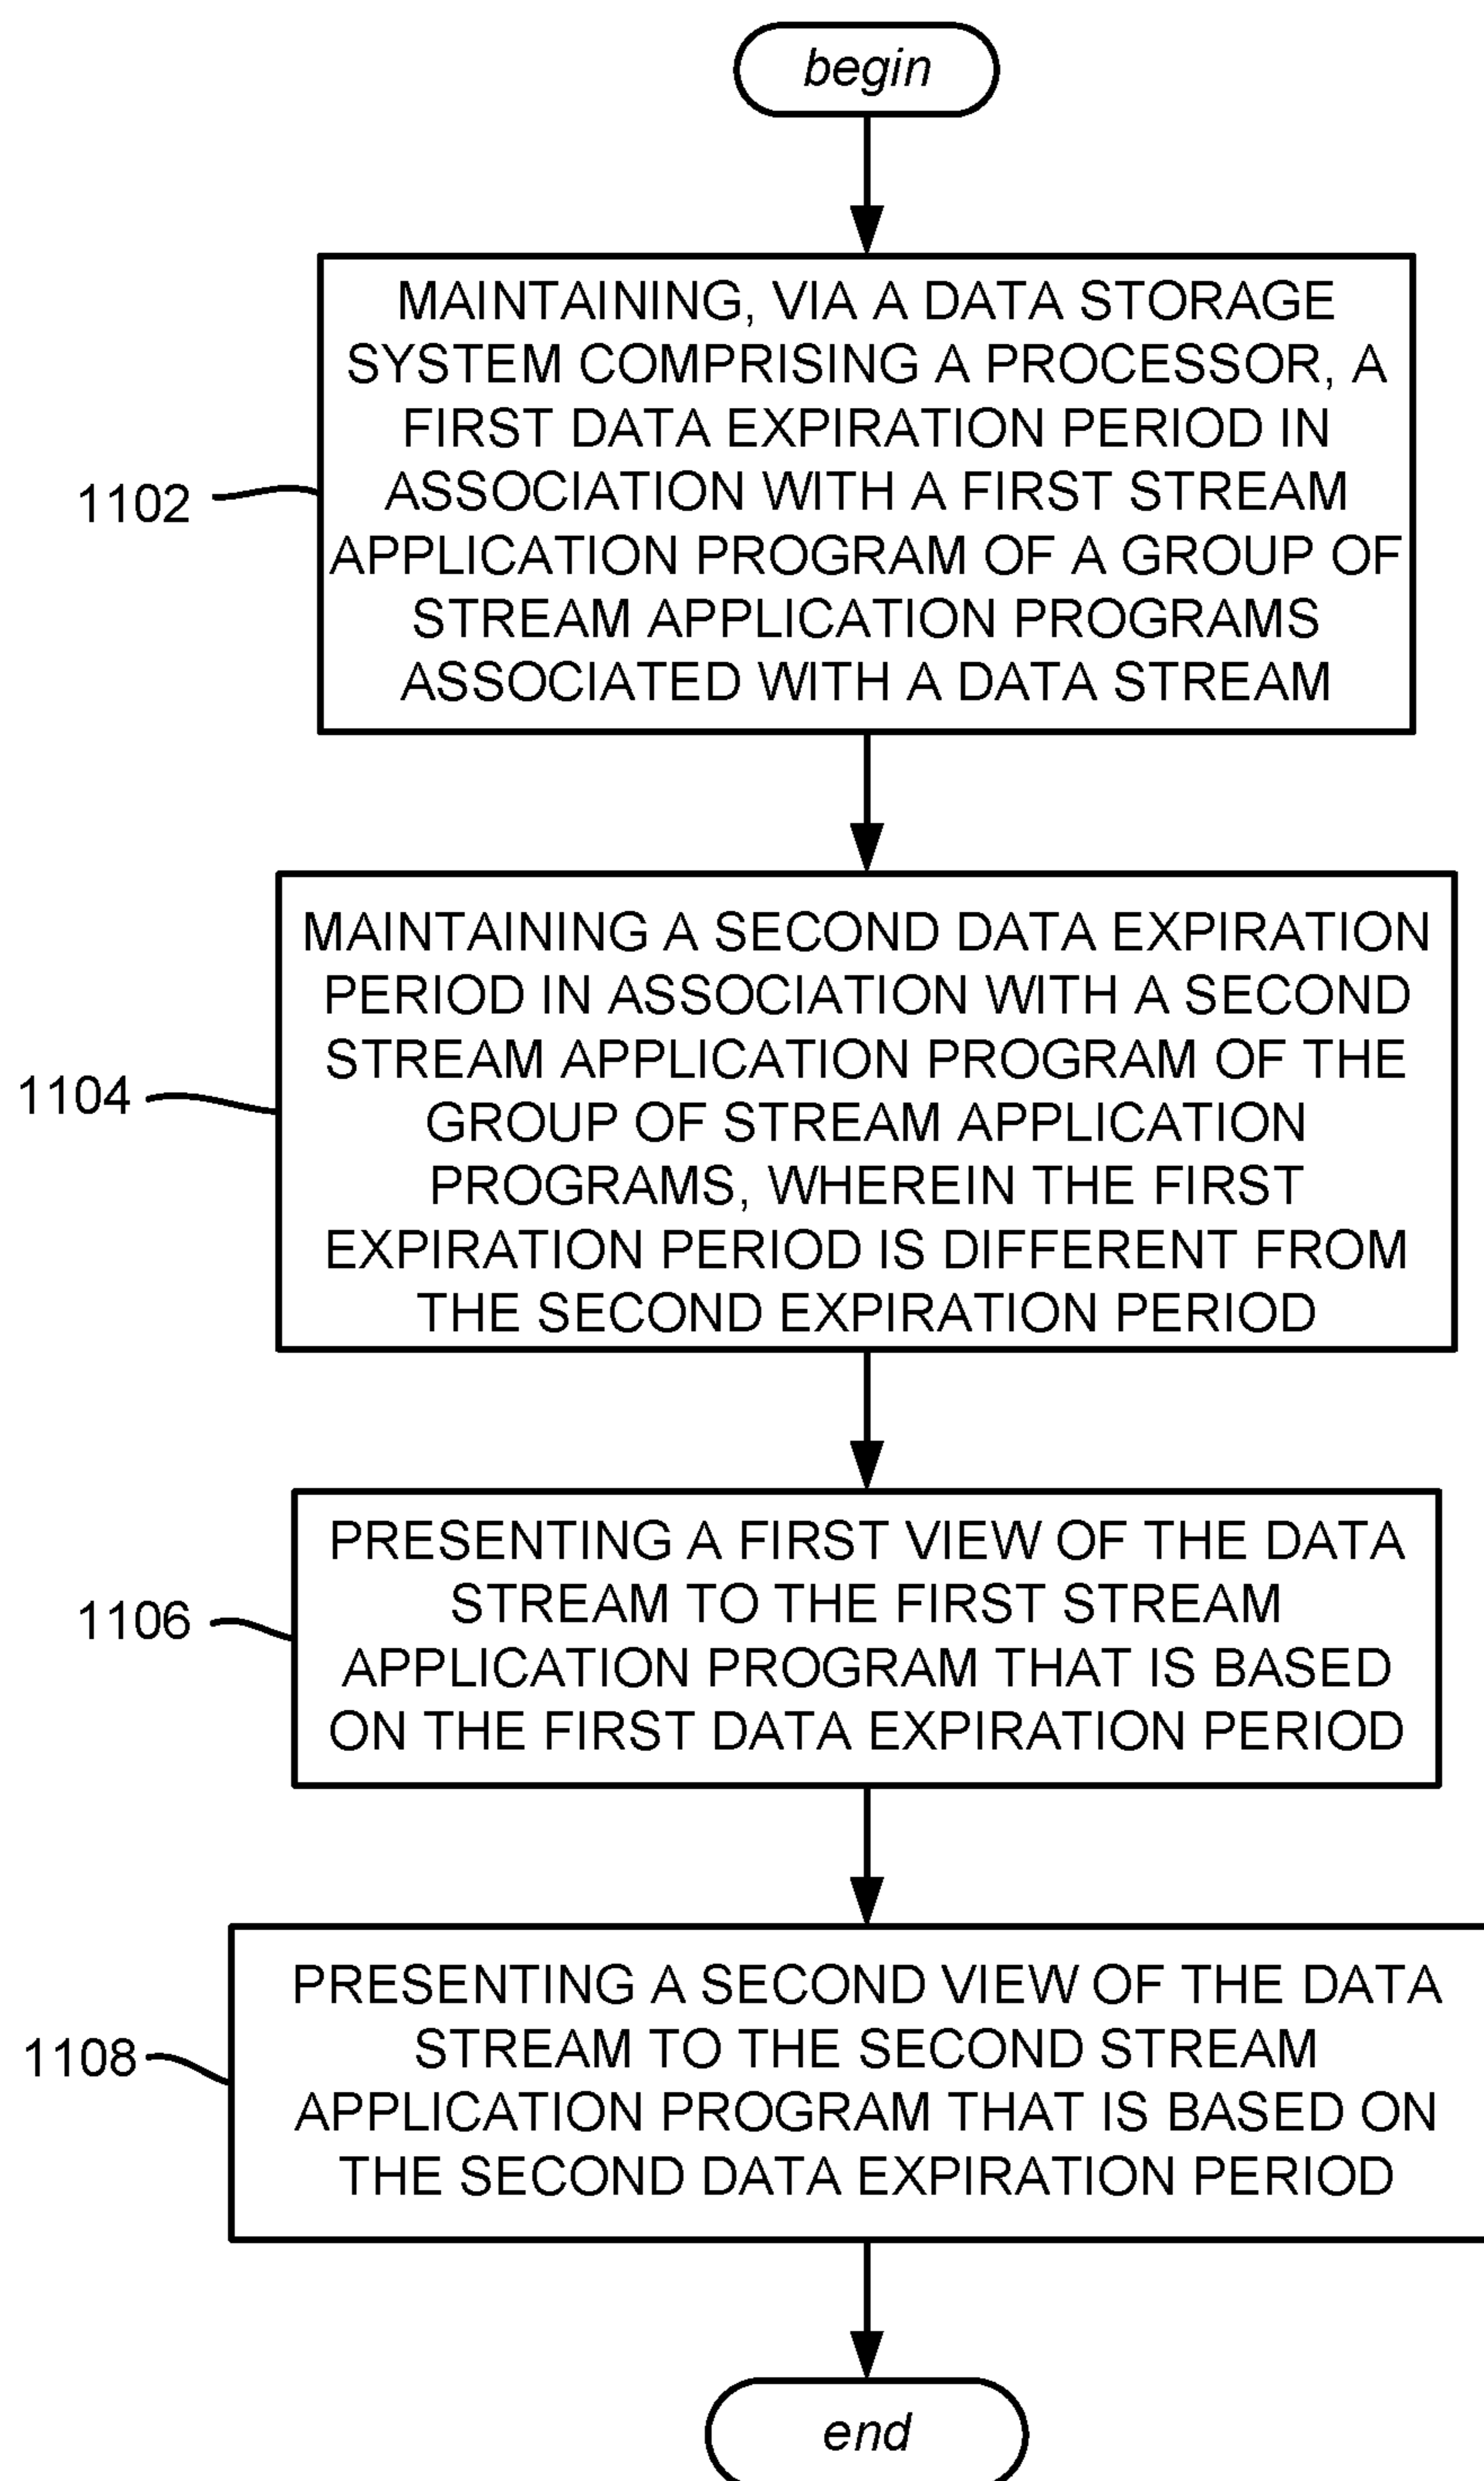 begin
MAINTAINING, VIA A DATA STORAGE
SYSTEM COMPRISING A PROCESSOR, A
FIRST DATA EXPIRATION PERIOD IN
ASSOCIATION WITH A FIRST STREAM
APPLICATION PROGRAM OF A GROUP OF
STREAM APPLICATION PROGRAMS
ASSOCIATED WITH A DATA STREAM
1102
MAINTAINING A SECOND DATA EXPIRATION
PERIOD IN ASSOCIATION WITH A SECOND
STREAM APPLICATION PROGRAM OF THE
GROUP OF STREAM APPLICATION
PROGRAMS, WHEREIN THE FIRST
EXPIRATION PERIOD IS DIFFERENT FROM
THE SECOND EXPIRATION PERIOD
1104
PRESENTING A FIRST VIEW OF THE DATA
STREAM TO THE FIRST STREAM
APPLICATION PROGRAM THAT IS BASED
ON THE FIRST DATA EXPIRATION PERIOD
1106
PRESENTING A SECOND VIEW OF THE DATA
STREAM TO THE SECOND STREAM
APPLICATION PROGRAM THAT IS BASED ON
THE SECOND DATA EXPIRATION PERIOD
1108
end